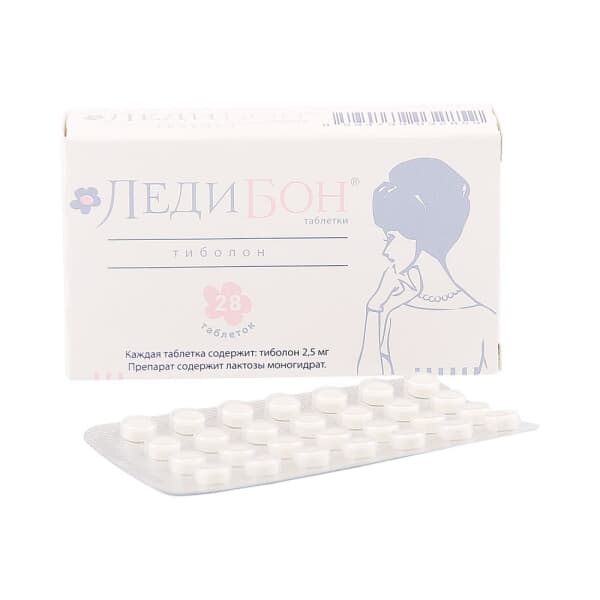 ЛЕДИБОН®
таблетки
тиболон
28
таблеток
Каждая таблетка содержит: тиболон 2,5 мг
Препарат содержит лактозы моногидрат.